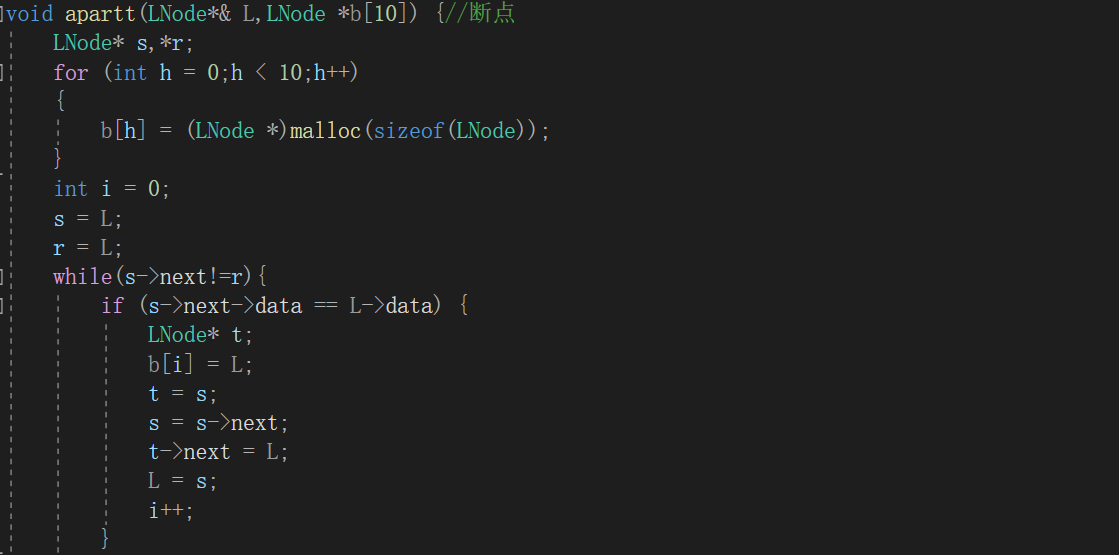 void apartt(LNode*& L,LNode *b[10]) {//断点
LNode* s,*r;
for (int h = 0;h < 10;h++)
{
b[h] = (LNode *)malloc(sizeof(LNode));
}
int i = 0;
s = L;
r = L;
while(s->next!=r){
if (s->next->data == L->data) {
LNode* t;
b[i] = L;
t = s;
s = s->next;
t->next = L;
L = s;
i++;
}